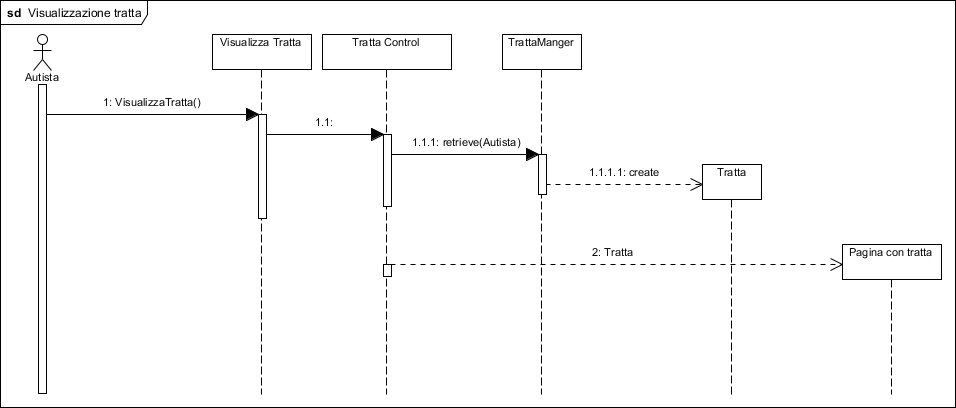 sd Visualizzazione tratta
Visualizza Tratta
Tratta Control
TrattaManger
Autista
1: VisualizzaTratta()
1.1:
1.1.1: retrieve(Autista)
1.1.1.1: create
Tratta
2: Tratta
Pagina con tratta